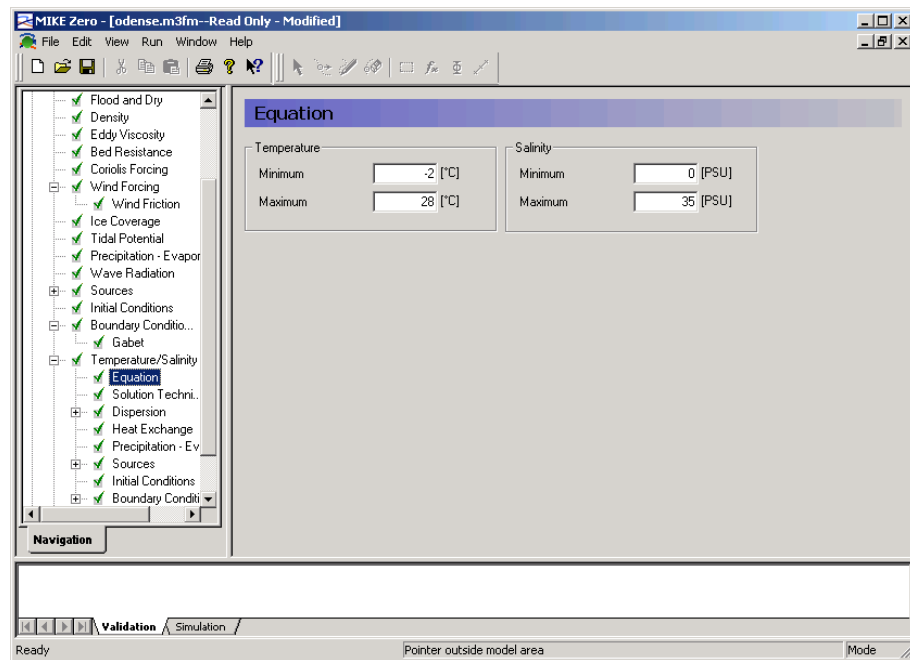 MIKE Zero - [odense.m3fm--Read Only - Modified]
File Edit View Run Window Help
Flood and Dry
Density
Eddy Viscosity
Bed Resistance
Coriolis Forcing
Wind Forcing
Wind Friction
Ice Coverage
Tidal Potential
Precipitation - Evapor
Wave Radiation
Sources
Initial Conditions
Boundary Conditio...
Gabet
Temperature/Salinity
Equation
Solution Techni..
Dispersion
Heat Exchange
Precipitation - Ev
Sources
Initial Conditions
Boundary Conditi
Navigation
Equation
Temperature
Minimum -2 [°C]
Maximum 28 [°C]
Salinity
Minimum 0 [PSU]
Maximum 35 [PSU]
Validation Simulation
Ready Pointer outside model area Mode